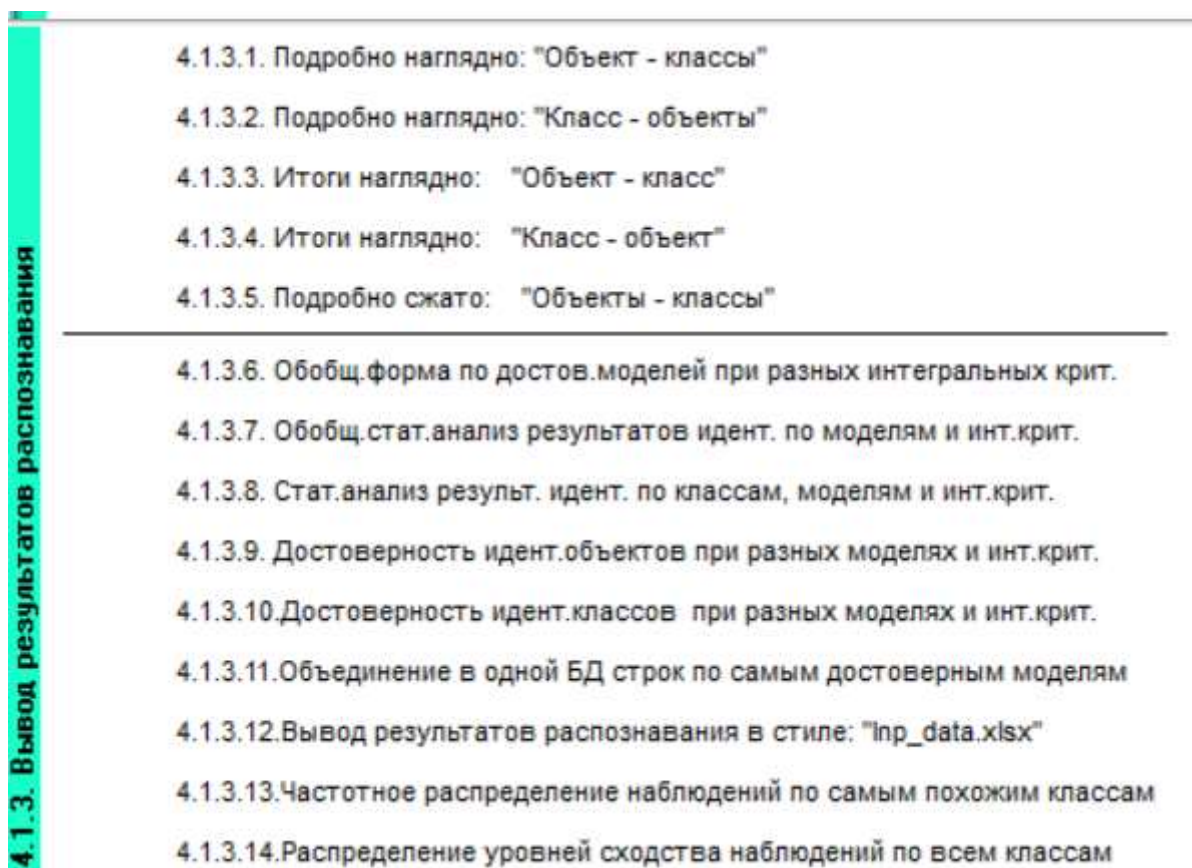 4.1.3. Вывод результатов распознавания
4.1.3.1. Подробно наглядно: "Объект - классы"
4.1.3.2. Подробно наглядно: "Класс - объекты"
4.1.3.3. Итоги наглядно: "Объект - класс"
4.1.3.4. Итоги наглядно: "Класс - объект"
4.1.3.5. Подробно сжато: "Объекты - классы"
4.1.3.6. Обобщ.форма по достов.моделей при разных интегральных крит.
4.1.3.7. Обобщ.стат.анализ результатов идент. по моделям и инт.крит.
4.1.3.8. Стат.анализ результ. идент. по классам, моделям и инт.крит.
4.1.3.9. Достоверность идент.объектов при разных моделях и инт.крит.
4.1.3.10.Достоверность идент.классов при разных моделях и инт.крит.
4.1.3.11.Объединение в одной БД строк по самым достоверным моделям
4.1.3.12.Вывод результатов распознавания в стиле: "Inp_data.xlsx"
4.1.3.13.Частотное распределение наблюдений по самым похожим классам
4.1.3.14.Распределение уровней сходства наблюдений по всем классам